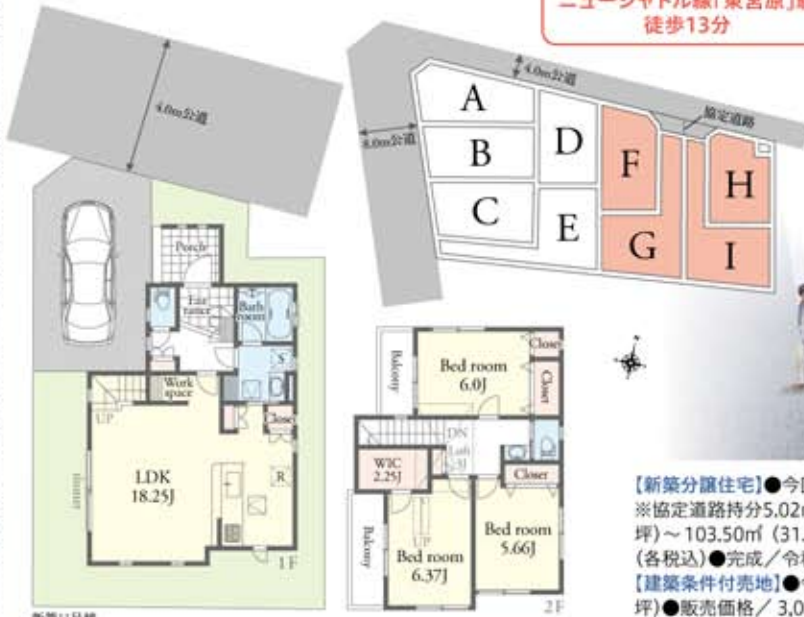 ニューシャトル線「東宮原」
徒歩13分
4.0m公道
4.0m公道
8.0m公道
協定道路
A
B
C
D
E
F
G
H
I
Porch
Bath
room
Work
space
UP
S
Closet
LDK
18.25J
R
1F
Balcony
Bed room
6.0J
Closet
Closet
DN
WIC
2.25J
Closet
Balcony
UP
Bed room
6.37J
Bed room
5.66J
2F
【新築分譲住宅】●今回
※協定道路持分5.02
坪)～103.50㎡（31.
(各税込)●完成／令
【建築条件付売地】●
坪)●販売価格／3,0